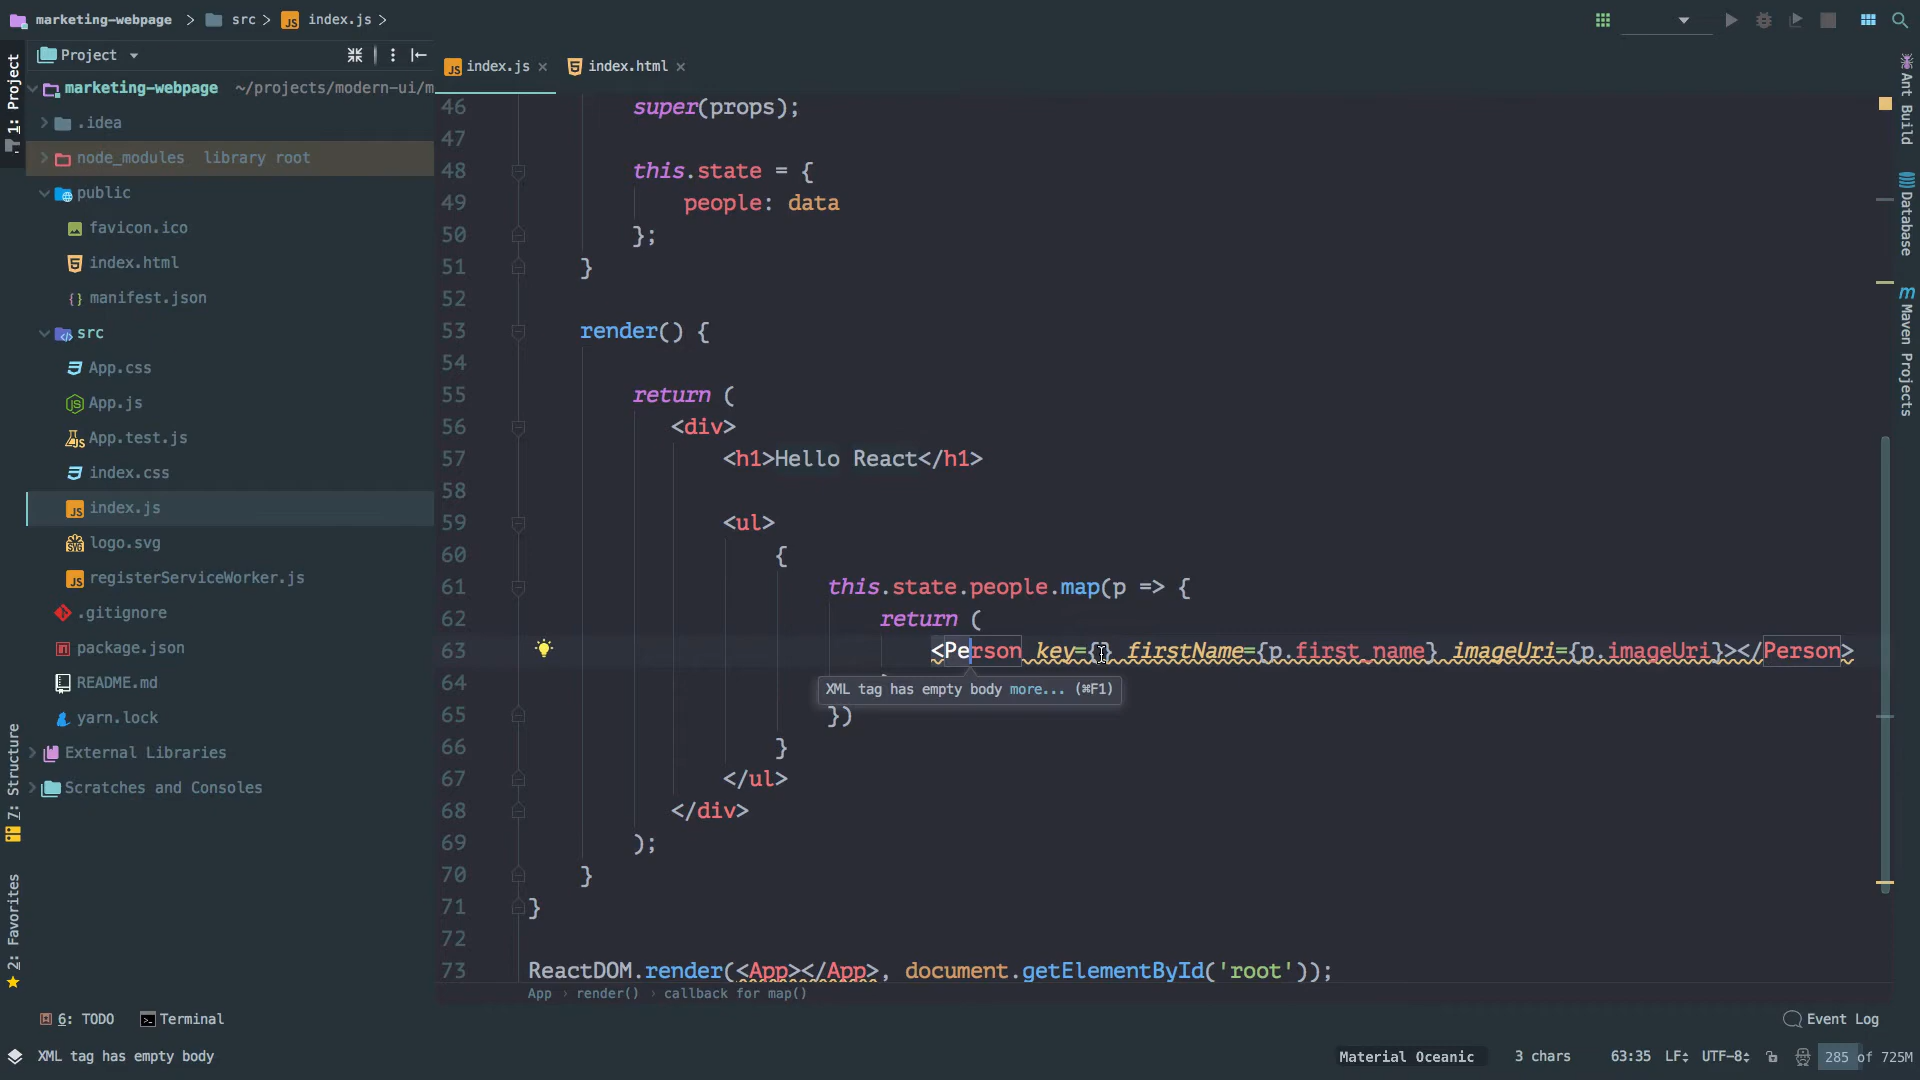 marketing-webpage
src
index.js
1: Project
Project
index.js
index.html
marketing-webpage ~/projects/modern-ui/m
.idea
node_modules library root
public
favicon.ico
index.html
manifest.json
src
App.css
App.js
App.test.js
index.css
index.js
logo.svg
registerServiceWorker.js
.gitignore
package.json
README.md
yarn.lock
External Libraries
Scratches and Consoles
46 super(props);
47
48 this.state = {
49 people: data
50 };
51 }
52
53 render() {
54
55 return (
56 <div>
57 <h1>Hello React</h1>
58
59 <ul>
60 {
61 this.state.people.map(p => {
62 return (
63 <Person key={} firstName={p.first_name} imageUri={p.imageUri}></Person>
64
XML tag has empty body more... (⌘F1)
65 })
66 }
67 </ul>
68 </div>
69 );
70 }
71 }
72
73 ReactDOM.render(<App></App>, document.getElementById('root'));
App › render() › callback for map()
Ant Build
Database
Maven Projects
7: Structure
2: Favorites
6: TODO
Terminal
Event Log
XML tag has empty body
Material Oceanic
3 chars
63:35
LF
UTF-8
285 of 725M